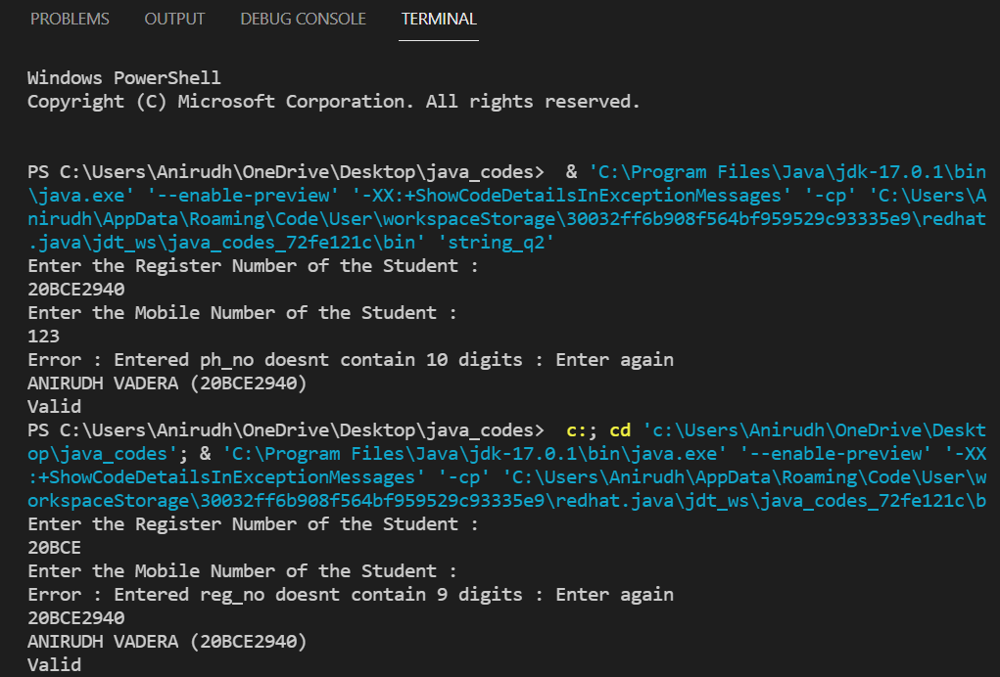 PROBLEMS OUTPUT DEBUG CONSOLE TERMINAL
Windows PowerShell
Copyright (C) Microsoft Corporation. All rights reserved.
PS C:\Users\Anirudh\OneDrive\Desktop\java_codes>  & 'C:\Program Files\Java\jdk-17.0.1\bin
\java.exe' '--enable-preview' '-XX:+ShowCodeDetailsInExceptionMessages' '-cp' 'C:\Users\A
nirudh\AppData\Roaming\Code\User\workspaceStorage\30032ff6b908f564bf959529c93335e9\redhat
.java\jdt_ws\java_codes_72fe121c\bin' 'string_q2'
Enter the Register Number of the Student :
20BCE2940
Enter the Mobile Number of the Student :
123
Error : Entered ph_no doesnt contain 10 digits : Enter again
ANIRUDH VADERA (20BCE2940)
Valid
PS C:\Users\Anirudh\OneDrive\Desktop\java_codes>  c:; cd 'c:\Users\Anirudh\OneDrive\Deskt
op\java_codes'; & 'C:\Program Files\Java\jdk-17.0.1\bin\java.exe' '--enable-preview' '-XX
:+ShowCodeDetailsInExceptionMessages' '-cp' 'C:\Users\Anirudh\AppData\Roaming\Code\User\w
orkspaceStorage\30032ff6b908f564bf959529c93335e9\redhat.java\jdt_ws\java_codes_72fe121c\b
Enter the Register Number of the Student :
20BCE
Enter the Mobile Number of the Student :
Error : Entered reg_no doesnt contain 9 digits : Enter again
20BCE2940
ANIRUDH VADERA (20BCE2940)
Valid